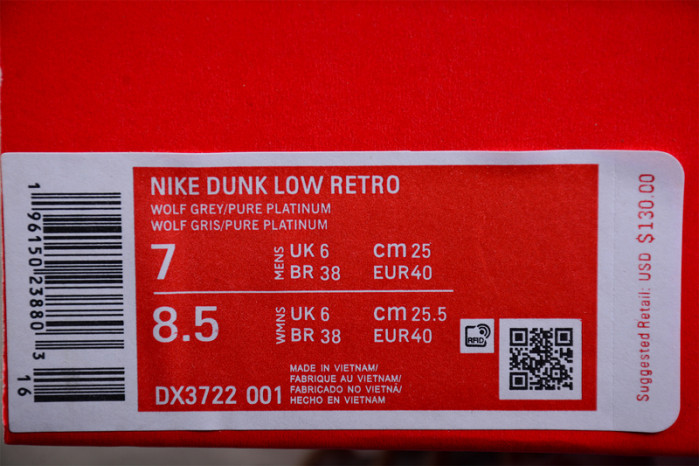 NIKE DUNK LOW RETRO
WOLF GREY/PURE PLATINUM
WOLF GRIS/PURE PLATINUM
7 MENS UK 6 cm 25
BR 38 EUR40
8.5 WMNS UK 6 cm 25.5
BR 38 EUR40
RFID
DX3722 001
MADE IN VIETNAM/
FABRIQUE AU VIETNAM/
FABRICADO NO VIETNÁ/
HECHO EN VIETNAM
1 96150 23880 3
16
Suggested Retail: USD $130.00